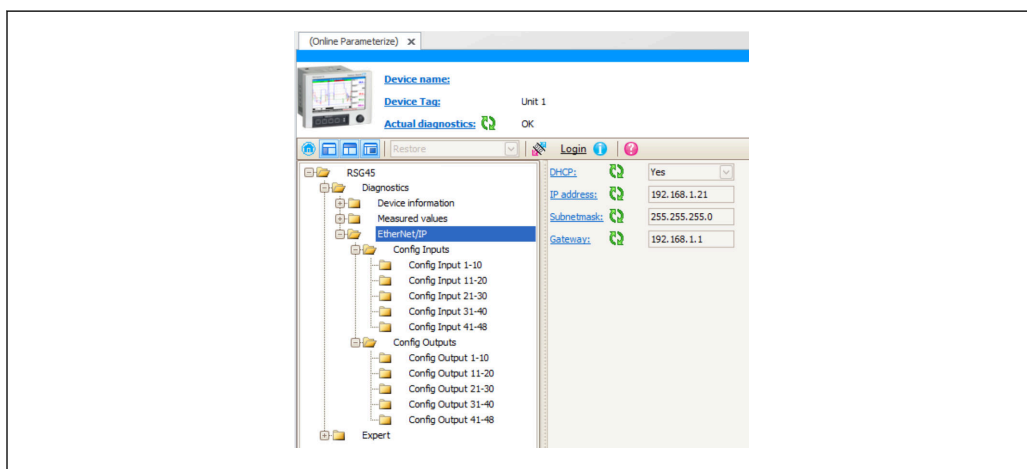 (Online Parameterize) x
Device name:
Device Tag: Unit 1
Actual diagnostics: OK
Restore Login
RSG45
Diagnostics
Device information
Measured values
EtherNet/IP
Config Inputs
Config Input 1-10
Config Input 11-20
Config Input 21-30
Config Input 31-40
Config Input 41-48
Config Outputs
Config Output 1-10
Config Output 11-20
Config Output 21-30
Config Output 31-40
Config Output 41-48
Expert
DHCP: Yes
IP address: 192.168.1.21
Subnetmask: 255.255.255.0
Gateway: 192.168.1.1